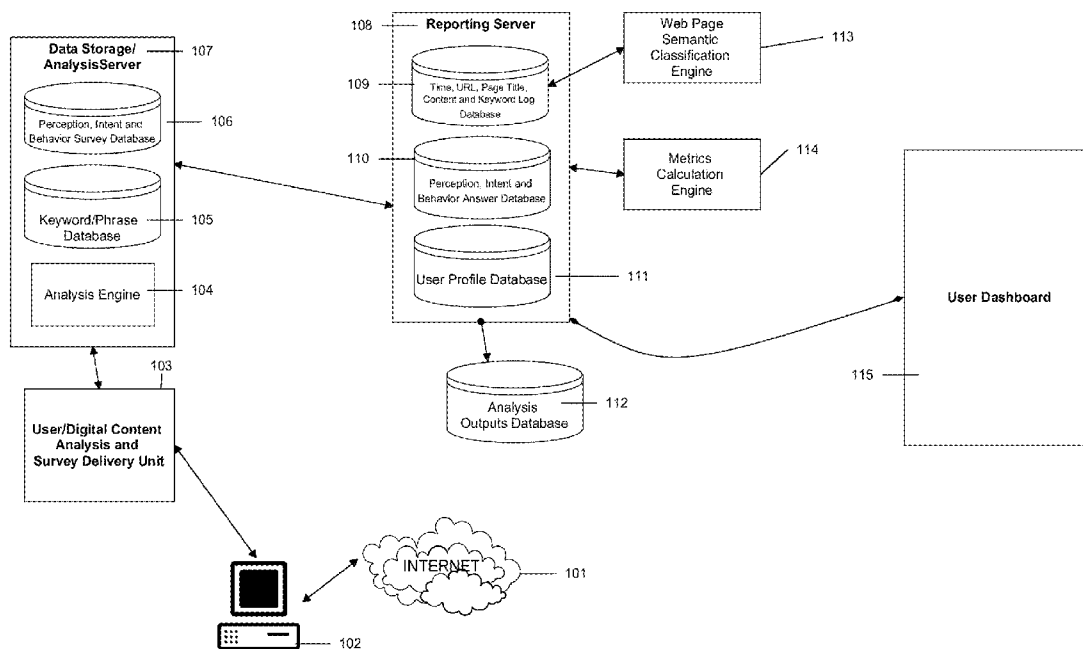 Data Storage/
AnalysisServer
107
Perception, Intent and
Behavior Survey Database
106
Keyword/Phrase
Database
105
Analysis Engine
104
103
User/Digital Content
Analysis and
Survey Delivery Unit
108
Reporting Server
109
Time, URL, Page Title,
Content and Keyword Log
Database
110
Perception, Intent and
Behavior Answer Database
User Profile Database
111
Analysis
Outputs Database
112
Web Page
Semantic
Classification
Engine
113
Metrics
Calculation
Engine
114
User Dashboard
115
INTERNET
101
102